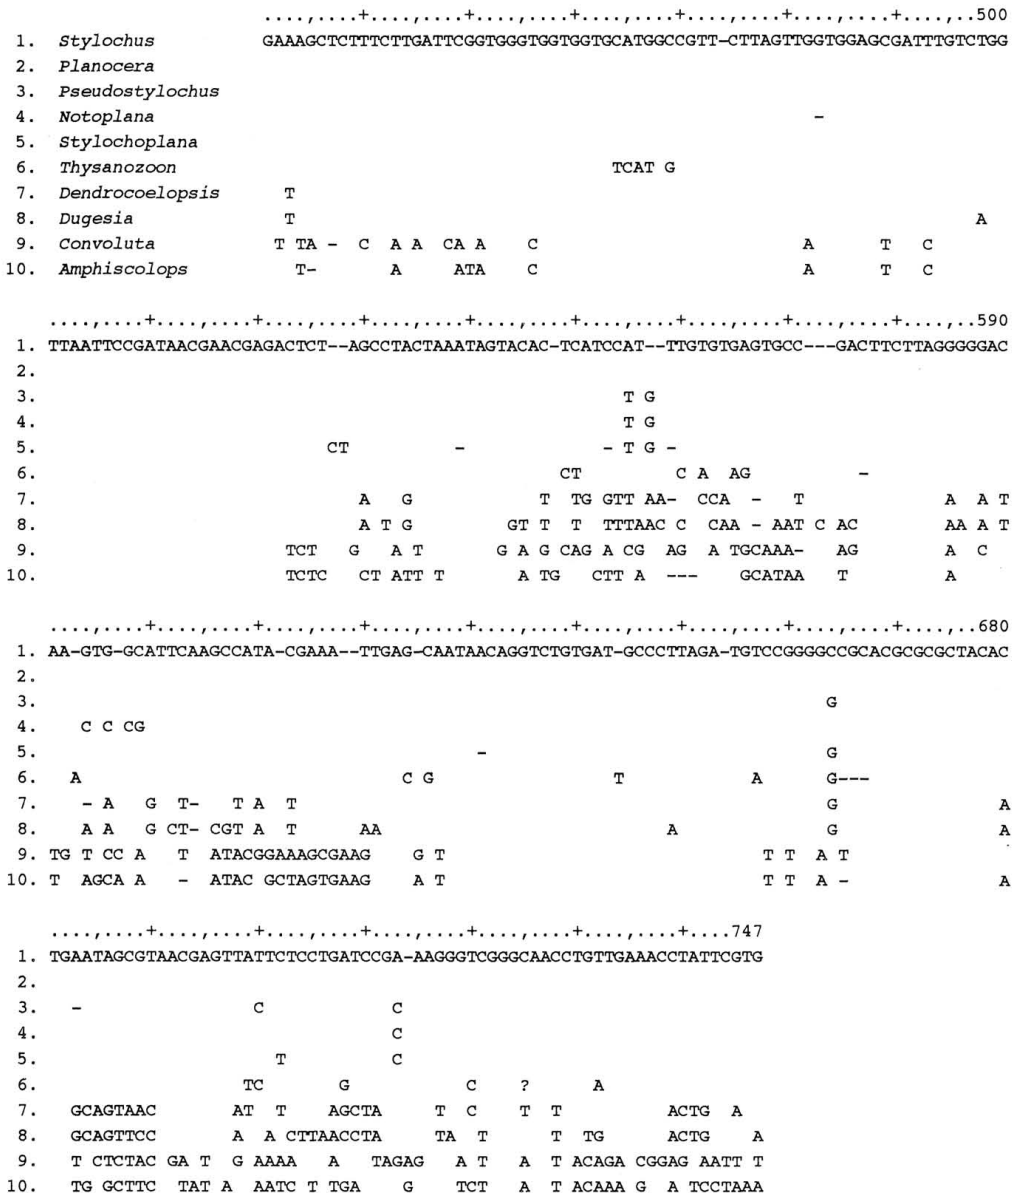 ....,....+....,....+....,....+....,....+....,....+....,....+....,..500
1. Stylochus GAAAGCTCTTTCTTGATTCGGTGGGTGGTGGTGCATGGCCGTT-CTTAGTTGGTGGAGCGATTTGTCTGG
2. Planocera
3. Pseudostylochus
4. Notoplana -
5. Stylochoplana
6. Thysanozoon TCAT G
7. Dendrocoelopsis T
8. Dugesia T A
9. Convoluta T TA - C A A CA A C A T C
10. Amphiscolops T- A ATA C A T C
....,....+....,....+....,....+....,....+....,....+....,....+....,....+....,....+....,..590
1. TTAATTCCGATAACGAACGAGACTCT--AGCCTACTAAATAGTACAC-TCATCCAT--TTGTGTGAGTGCC---GACTTCTTAGGGGGAC
2.
3. T G
4. T G
5. CT - - T G -
6. CT C A AG -
7. A G T TG GTT AA- CCA - T A A T
8. A T G GT T T TTTAAC C CAA - AAT C AC AA A T
9. TCT G A T G A GCAGA CG AG A TGCAAA- AG A C
10. TCTC CT ATT T A TG CTT A --- GCATAA T A
....,....+....,....+....,....+....,....+....,....+....,....+....,....+....,....+....,..680
1. AA-GTG-GCATTCAAGCCATA-CGAAA--TTGAG-CAATAACAGGTCTGTGAT-GCCCTTAGA-TGTCCGGGGCCGCACGCGCGCTACAC
2.
3. G
4. C C CG
5. - G
6. A C G T A G---
7. - A G T- T A T G A
8. A A G CT- CGT A T AA A G A
9. TG T CC A T ATACGGAAAGCGAAG G T T T A T
10. T AGCA A - ATAC GCTAGTGAAG A T T T A - A
....,....+....,....+....,....+....,....+....,....+....,....+....747
1. TGAATAGCGTAACGAGTTATTCTCCTGATCCGA-AAGGGTCGGGCAACCTGTTGAAACCTATTCGTG
2.
3. - C C
4. C
5. T C
6. TC G C ? A
7. GCAGTAAC AT T AGCTA T C T T ACTG A
8. GCAGTTCC A A CTTAACCTA TA T T TG ACTG A
9. T CTCTAC GA T G AAAA A TAGAG A T A T ACAGA CGGAG AATT T
10. TG GCTTC TAT A AATC T TGA G TCT A T ACAAA G A TCCTAAA